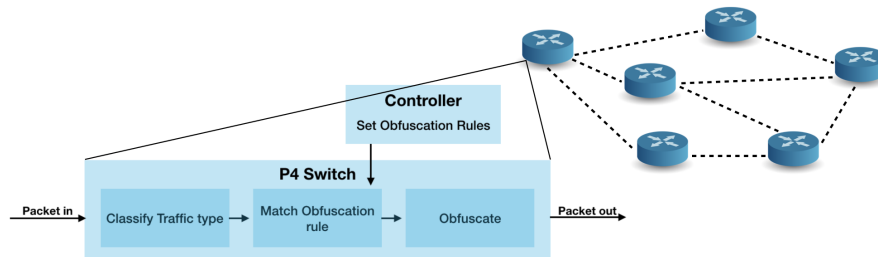 Controller
Set Obfuscation Rules
P4 Switch
Packet in
Classify Traffic type
Match Obfuscation
rule
Obfuscate
Packet out